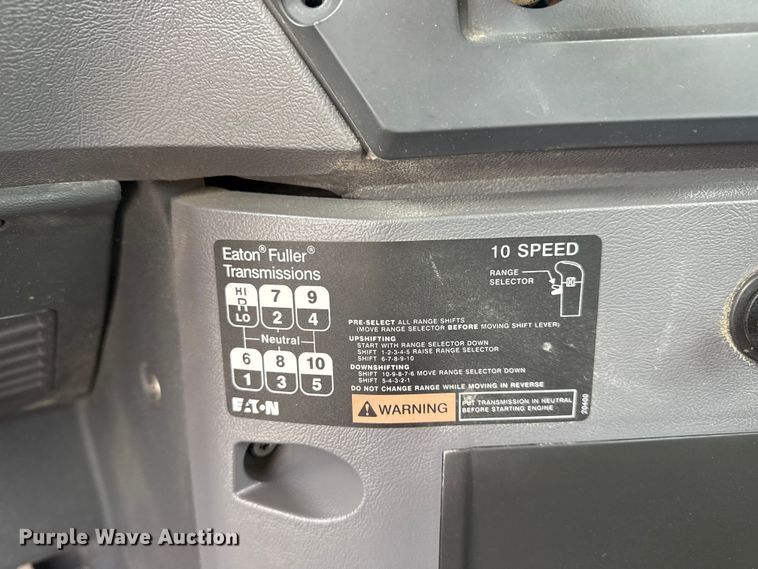 Eaton® Fuller®
Transmissions
10 SPEED
RANGE
SELECTOR
HI 7 9
R
LO 2 4
Neutral
6 8 10
1 3 5
EATON
PRE-SELECT ALL RANGE SHIFTS
(MOVE RANGE SELECTOR BEFORE MOVING SHIFT LEVER)
UPSHIFTING
START WITH RANGE SELECTOR DOWN
SHIFT 1-2-3-4-5 RAISE RANGE SELECTOR
SHIFT 6-7-8-9-10
DOWNSHIFTING
SHIFT 10-9-8-7-6 MOVE RANGE SELECTOR DOWN
SHIFT 5-4-3-2-1
DO NOT CHANGE RANGE WHILE MOVING IN REVERSE
WARNING
PUT TRANSMISSION IN NEUTRAL
BEFORE STARTING ENGINE
20400
Purple Wave Auction